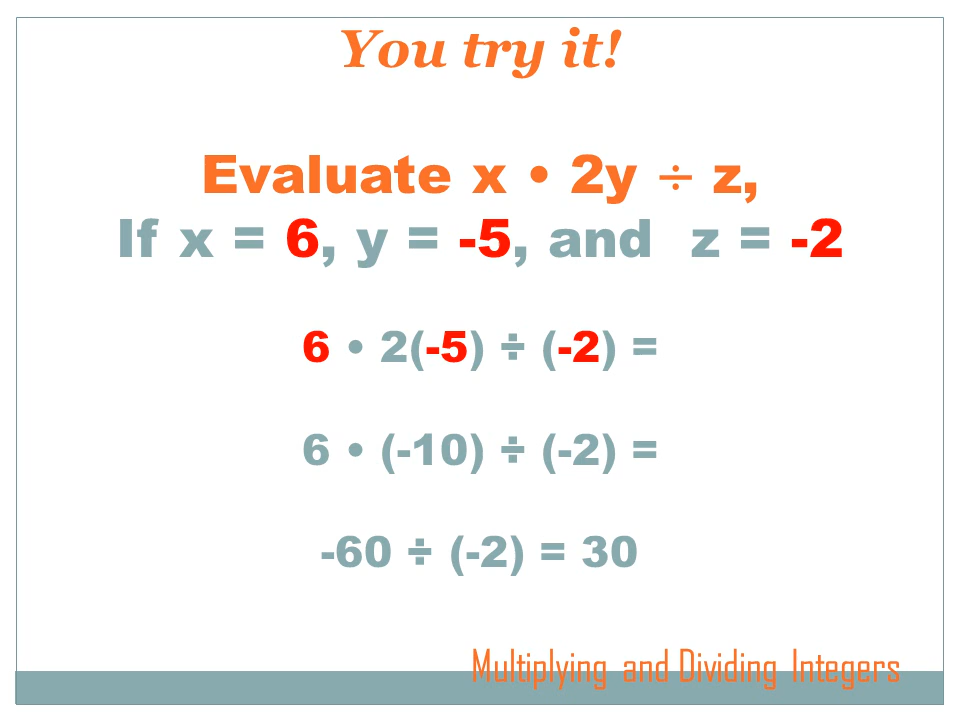 You try it!
Evaluate x • 2y ÷ z,
If x = 6, y = -5, and z = -2
6 • 2(-5) ÷ (-2) =
6 • (-10) ÷ (-2) =
-60 ÷ (-2) = 30
Multiplying and Dividing Integers